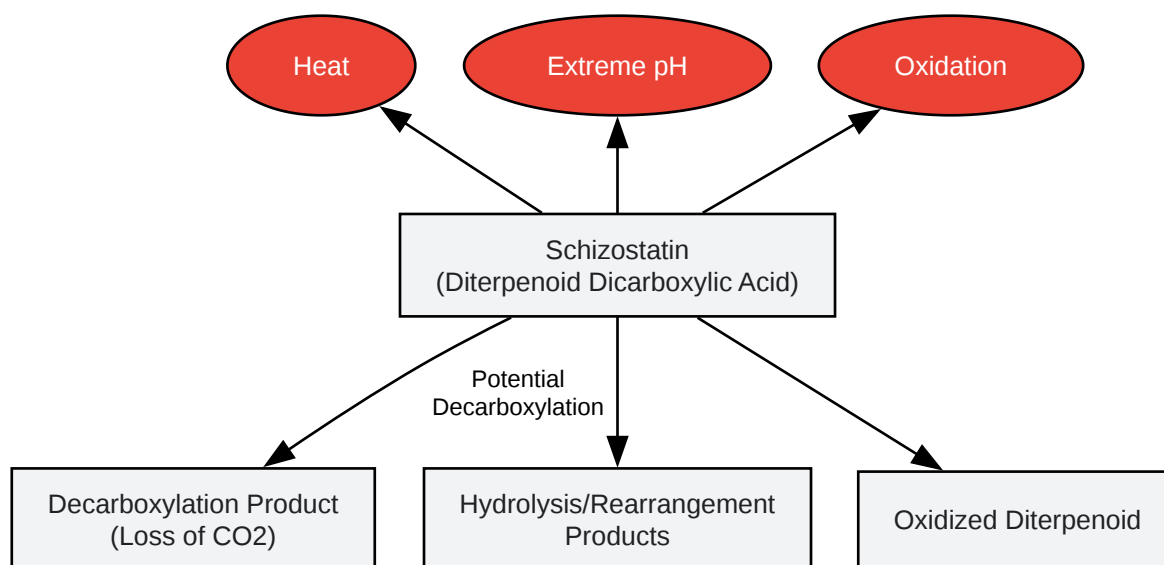 Heat
Extreme pH
Oxidation
Schizostatin
(Diterpenoid Dicarboxylic Acid)
Potential
Decarboxylation
Decarboxylation Product
(Loss of CO2)
Hydrolysis/Rearrangement
Products
Oxidized Diterpenoid